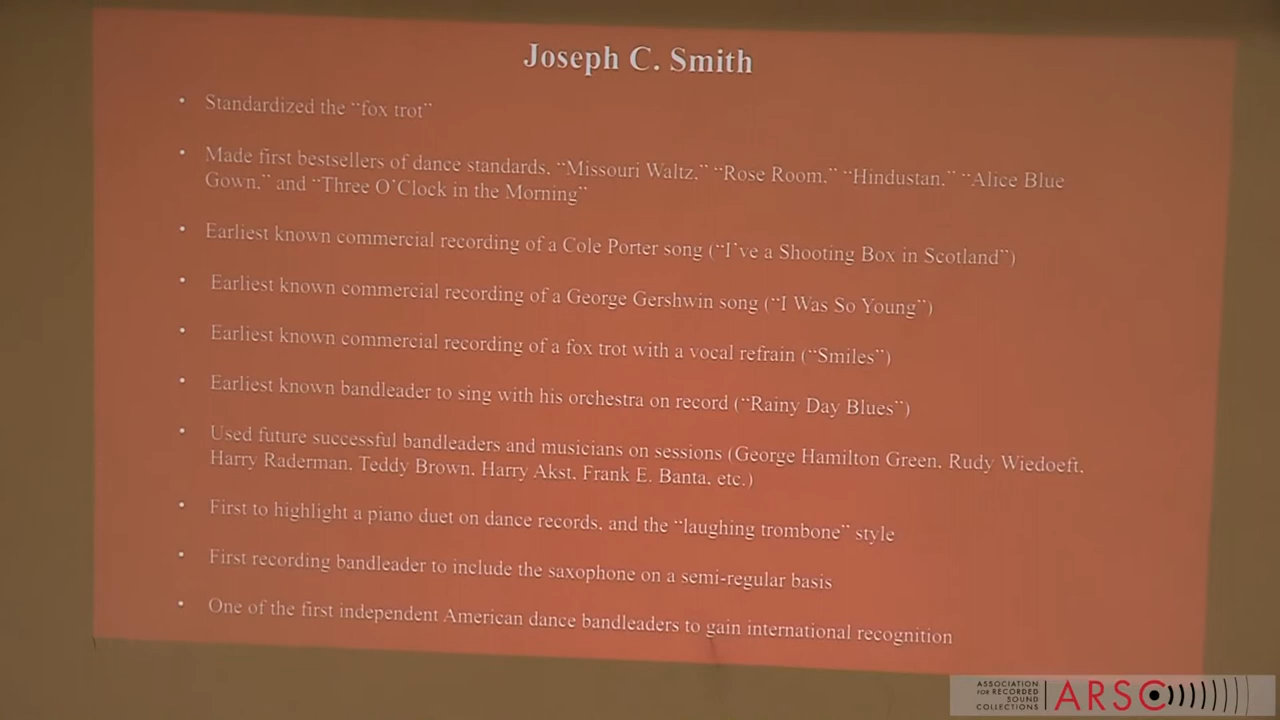 Joseph C. Smith
• Standardized the “fox trot”
• Made first bestsellers of dance standards, “Missouri Waltz,” “Rose Room,” “Hindustan,” “Alice Blue
Gown,” and “Three O’Clock in the Morning”
• Earliest known commercial recording of a Cole Porter song (“I’ve a Shooting Box in Scotland”)
• Earliest known commercial recording of a George Gershwin song (“I Was So Young”)
• Earliest known commercial recording of a fox trot with a vocal refrain (“Smiles”)
• Earliest known bandleader to sing with his orchestra on record (“Rainy Day Blues”)
• Used future successful bandleaders and musicians on sessions (George Hamilton Green, Rudy Wiedoeft,
Harry Raderman, Teddy Brown, Harry Akst, Frank E. Banta, etc.)
• First to highlight a piano duet on dance records, and the “laughing trombone” style
• First recording bandleader to include the saxophone on a semi-regular basis
• One of the first independent American dance bandleaders to gain international recognition
ASSOCIATION
FOR RECORDED
SOUND
COLLECTIONS
ARSC